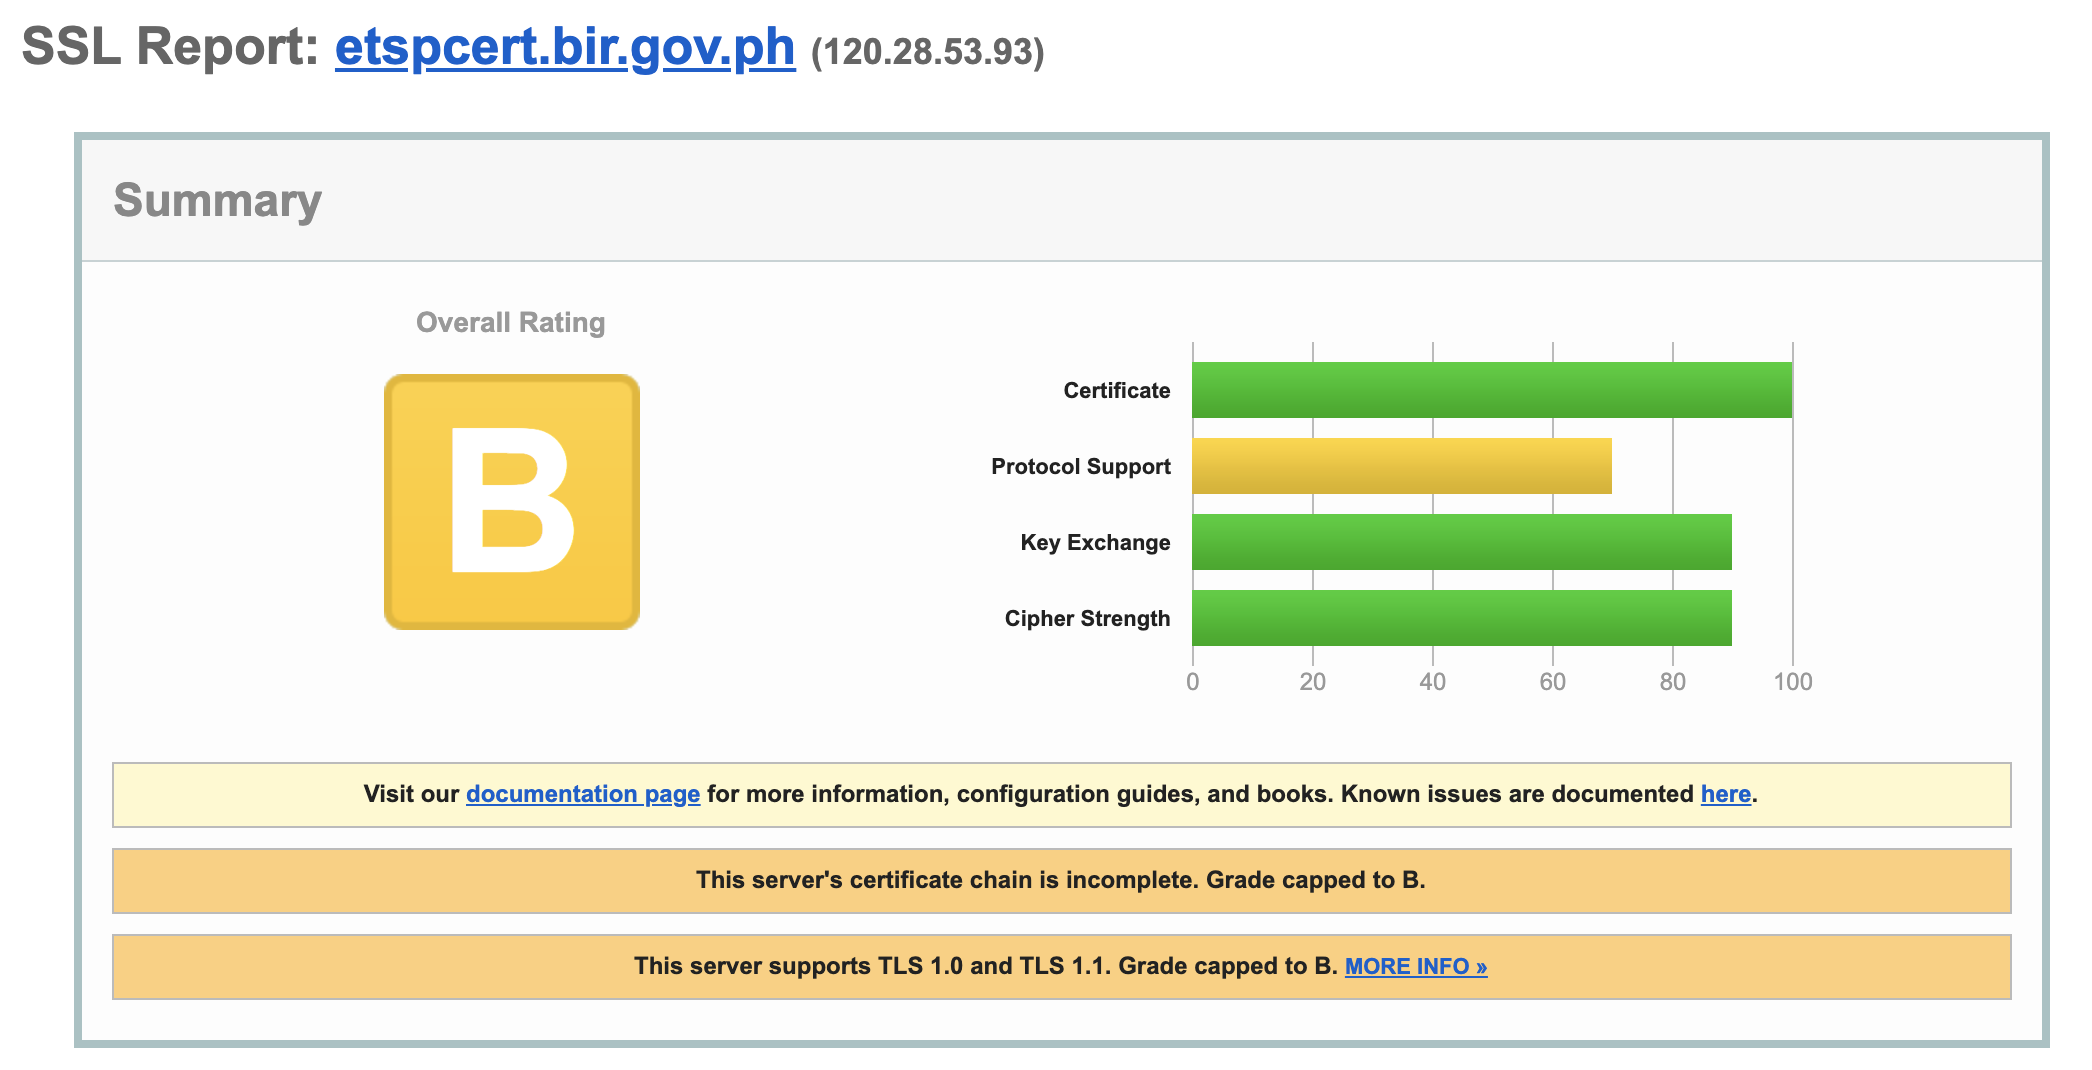 SSL Report: etspcert.bir.gov.ph (120.28.53.93)
Summary
Overall Rating
B
Certificate
Protocol Support
Key Exchange
Cipher Strength
0 20 40 60 80 100
Visit our documentation page for more information, configuration guides, and books. Known issues are documented here.
This server's certificate chain is incomplete. Grade capped to B.
This server supports TLS 1.0 and TLS 1.1. Grade capped to B. MORE INFO »